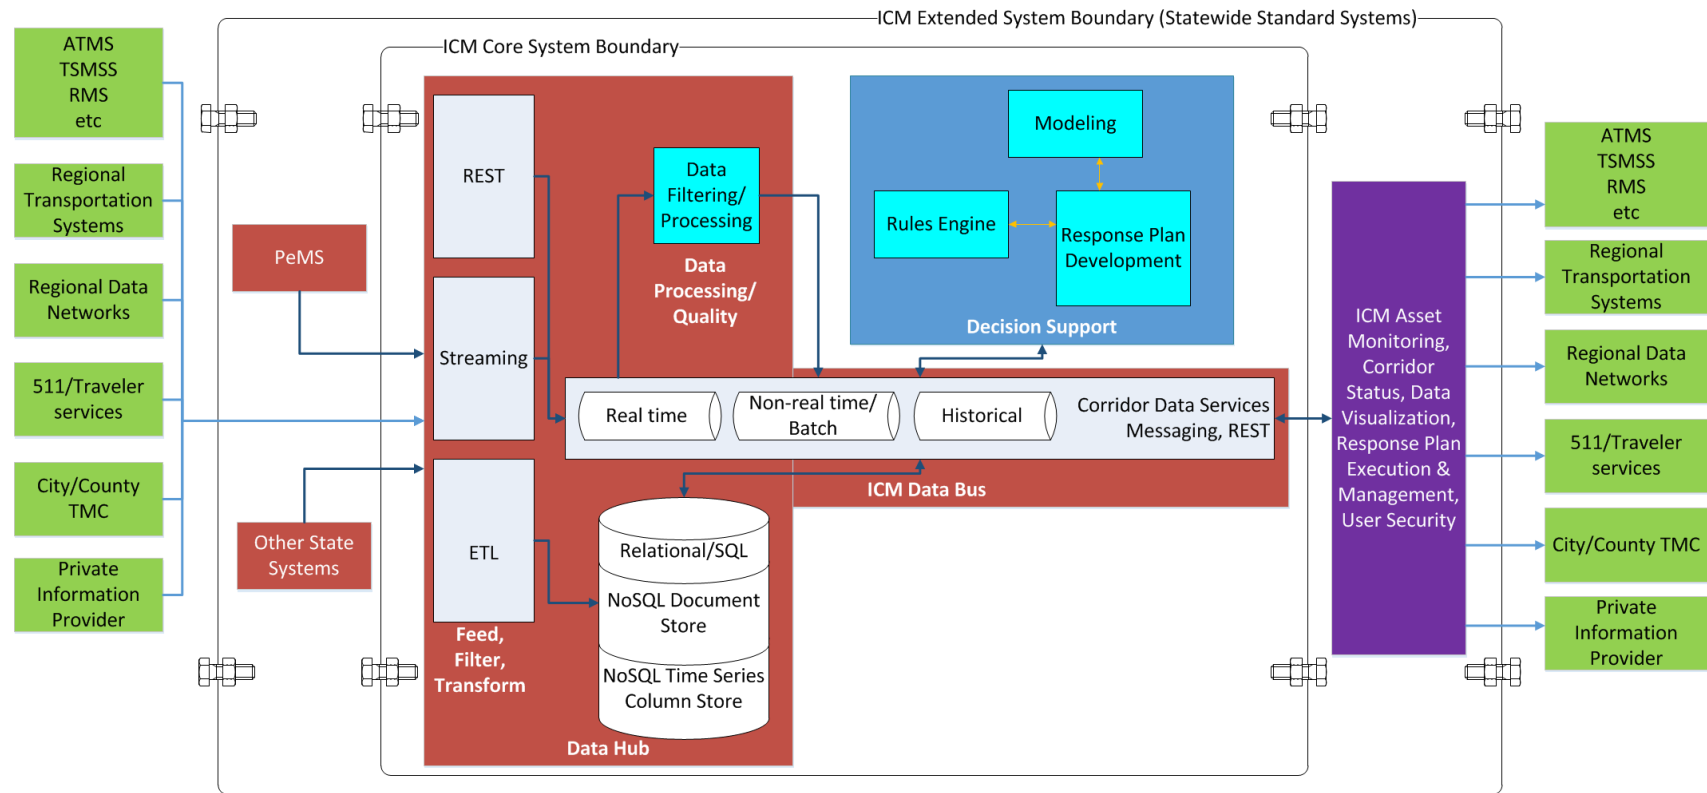 ICM Extended System Boundary (Statewide Standard Systems)
ICM Core System Boundary
ATMS
TSMSS
RMS
etc
Regional
Transportation
Systems
Regional Data
Networks
511/Traveler
services
City/County
TMC
Private
Information
Provider
PeMS
Other State
Systems
REST
Streaming
ETL
Feed,
Filter,
Transform
Data
Filtering/
Processing
Data
Processing/
Quality
Modeling
Rules Engine
Response Plan
Development
Decision Support
Real time
Non-real time/
Batch
Historical
Corridor Data Services
Messaging, REST
ICM Data Bus
Relational/SQL
NoSQL Document
Store
NoSQL Time Series
Column Store
Data Hub
ICM Asset
Monitoring,
Corridor
Status, Data
Visualization,
Response Plan
Execution &
Management,
User Security
ATMS
TSMSS
RMS
etc
Regional
Transportation
Systems
Regional Data
Networks
511/Traveler
services
City/County TMC
Private
Information
Provider